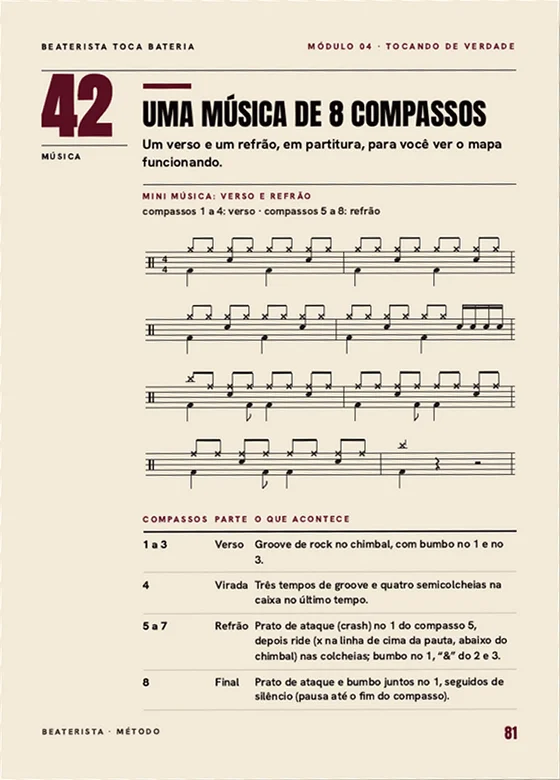 BEATERISTA TOCA BATERIA
MÓDULO 04 · TOCANDO DE VERDADE
42
MÚSICA
UMA MÚSICA DE 8 COMPASSOS
Um verso e um refrão, em partitura, para você ver o mapa
funcionando.
MINI MÚSICA: VERSO E REFRÃO
compassos 1 a 4: verso · compassos 5 a 8: refrão
4
4
COMPASSOS PARTE O QUE ACONTECE
1 a 3 Verso Groove de rock no chimbal, com bumbo no 1 e no
3.
4 Virada Três tempos de groove e quatro semicolcheias na
caixa no último tempo.
5 a 7 Refrão Prato de ataque (crash) no 1 do compasso 5,
depois ride (x na linha de cima da pauta, abaixo do
chimbal) nas colcheias; bumbo no 1, “&” do 2 e 3.
8 Final Prato de ataque e bumbo juntos no 1, seguidos de
silêncio (pausa até o fim do compasso).
BEATERISTA · MÉTODO
81